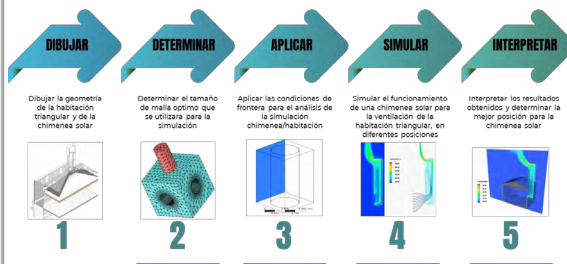 DIBUJAR
DETERMINAR
APLICAR
SIMULAR
INTERPRETAR
Dibujar la geometría
de la habitación
triangular y de la
chimenea solar
Determinar el tamaño
de malla optimo que
se utilizara para la
simulación
Aplicar las condiciones de
frontera para el análisis de
la simulación
chimenea/habitación
Simular el funcionamiento
de una chimenea solar para
la ventilación de la
habitación triangular, en
diferentes posiciones
Interpretar los resultados
obtenidos y determinar la
mejor posición para la
chimenea solar
1
2
3
4
5